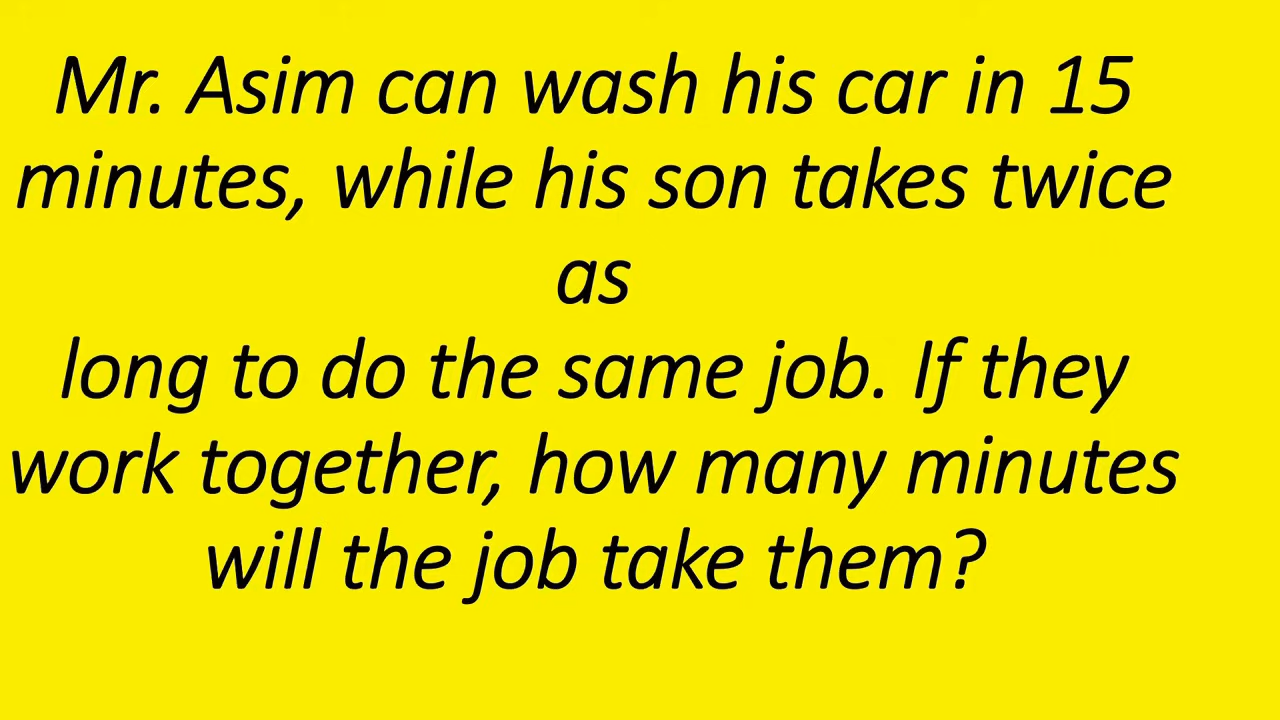 Mr. Asim can wash his car in 15
minutes, while his son takes twice
as
long to do the same job. If they
work together, how many minutes
will the job take them?